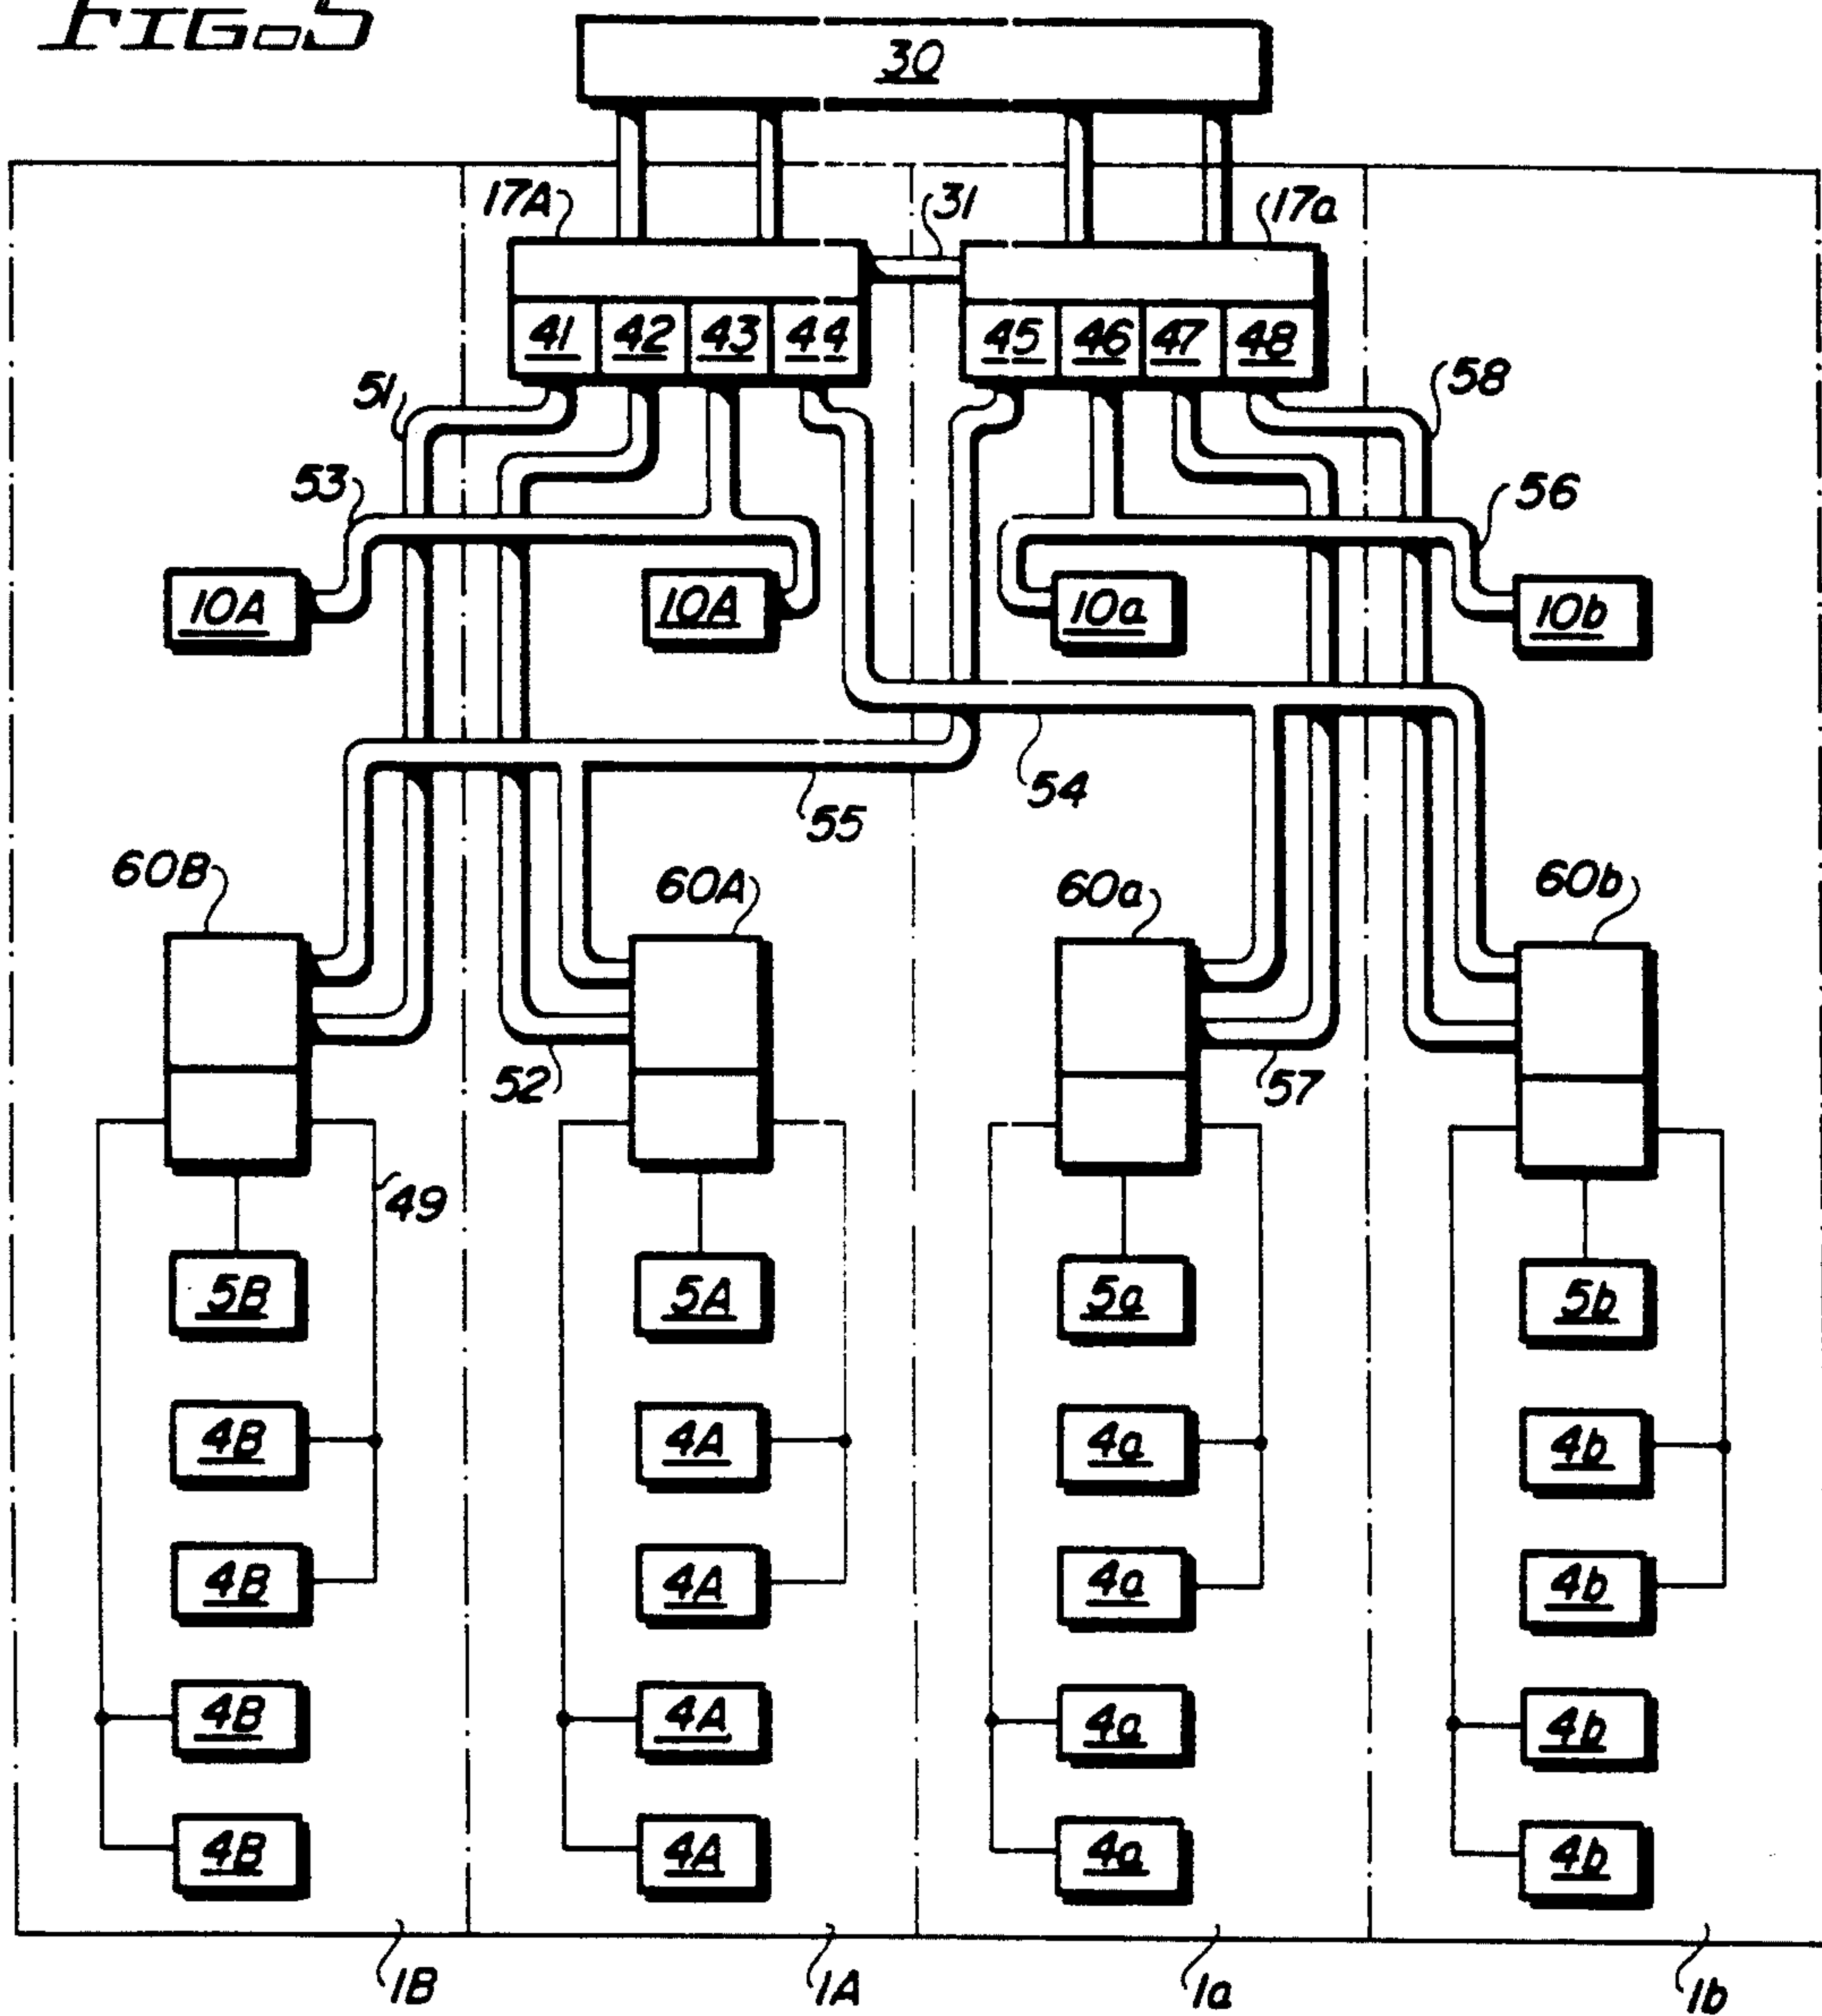 FIG. 5
30
17A 31 17a
41 42 43 44 45 46 47 48
51 58
53 56
10A 10A 10a 10b
54
55
60B 60A 60a 60b
52 57
49
5B 5A 5a 5b
4B 4A 4a 4b
4B 4A 4a 4b
4B 4A 4a 4b
4B 4A 4a 4b
1B 1A 1a 1b